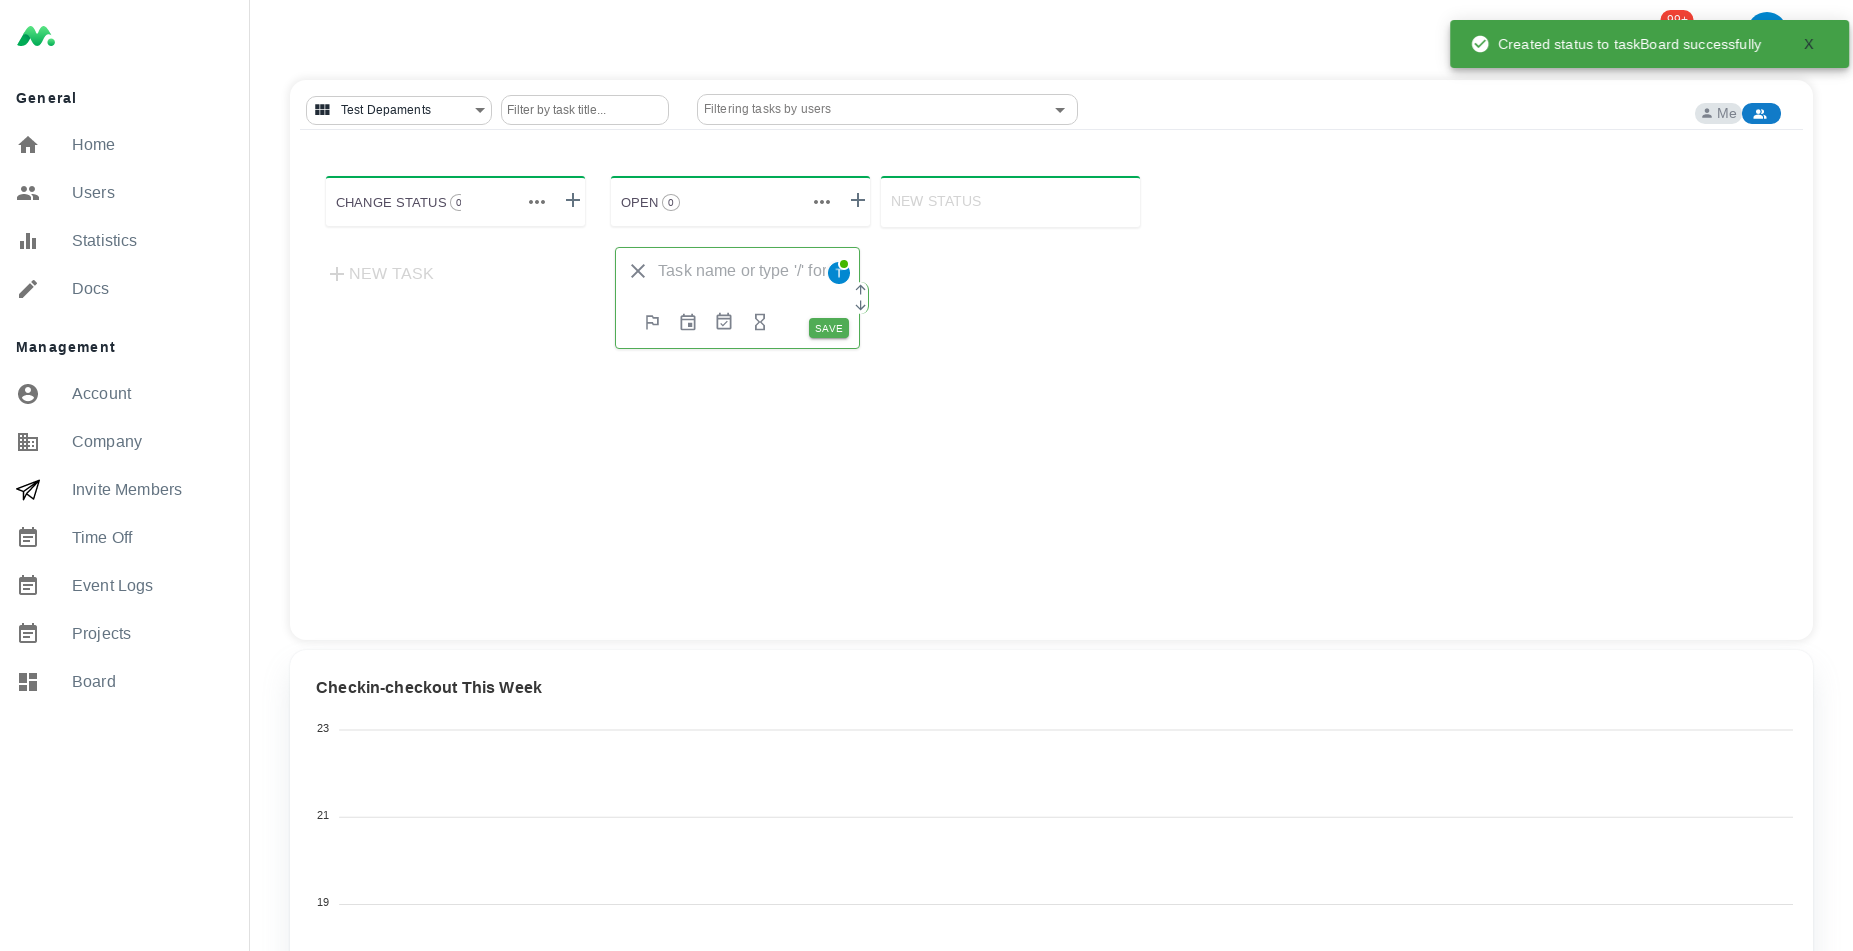 99+
Created status to taskBoard successfully X
General
Home
Users
Statistics
Docs
Management
Account
Company
Invite Members
Time Off
Event Logs
Projects
Board
Test Depaments
Filter by task title...
Filtering tasks by users
Me
CHANGE STATUS 0
OPEN 0
NEW STATUS
NEW TASK
Task name or type '/' for
T
SAVE
Checkin-checkout This Week
23
21
19